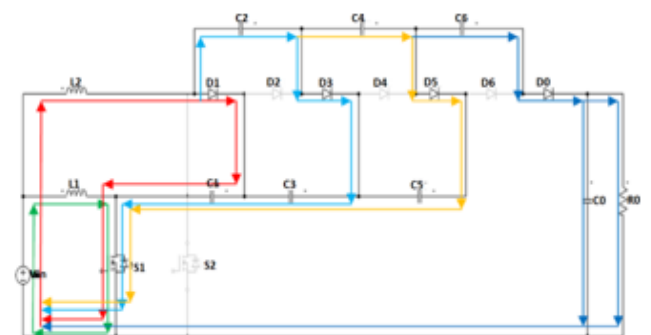 C2 C4 C6
L2 D1 D2 D3 D4 D5 D6 D0
L1 C1 C3 C5 C0 R0
Vin S1 S2